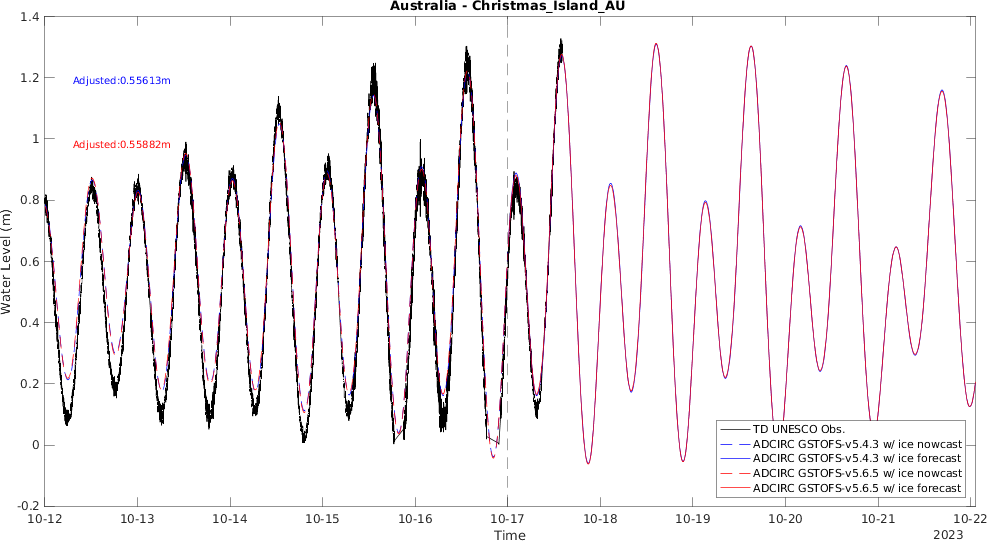 Australia - Christmas_Island_AU
1.4
1.2
1
0.8
0.6
0.4
0.2
0
-0.2
Water Level (m)
Adjusted:0.55613m
Adjusted:0.55882m
TD UNESCO Obs.
ADCIRC GSTOFS-v5.4.3 w/ ice nowcast
ADCIRC GSTOFS-v5.4.3 w/ ice forecast
ADCIRC GSTOFS-v5.6.5 w/ ice nowcast
ADCIRC GSTOFS-v5.6.5 w/ ice forecast
10-12 10-13 10-14 10-15 10-16 10-17 10-18 10-19 10-20 10-21 10-22
Time
2023